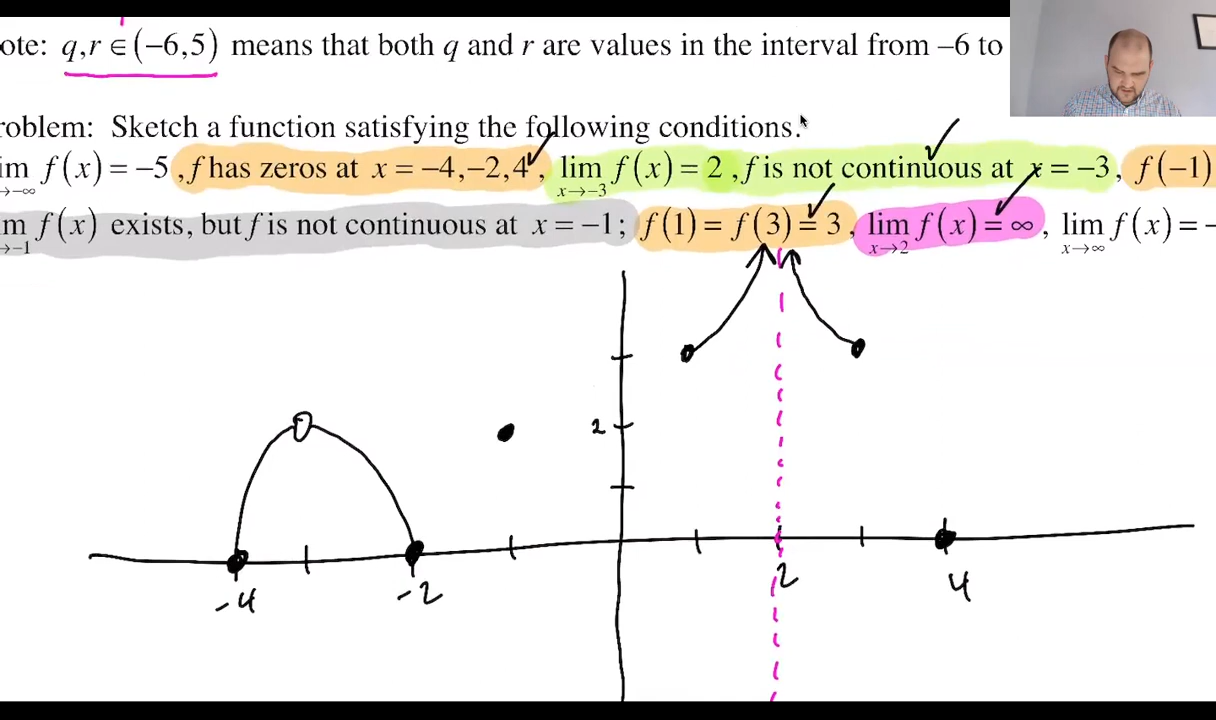 ote: q,r ∈ (−6,5) means that both q and r are values in the interval from −6 to
roblem: Sketch a function satisfying the following conditions.
im f(x) = −5, f has zeros at x = −4,−2,4, lim f(x) = 2, f is not continuous at x = −3, f(−1)
→−∞ x→−3
m f(x) exists, but f is not continuous at x = −1; f(1) = f(3) = 3, lim f(x) = ∞, lim f(x) = −
→−1 x→2 x→∞
2
-4 -2 2 4